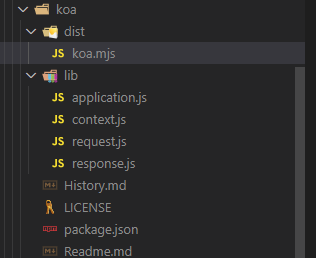 koa
dist
JS koa.mjs
lib
JS application.js
JS context.js
JS request.js
JS response.js
History.md
LICENSE
package.json
Readme.md